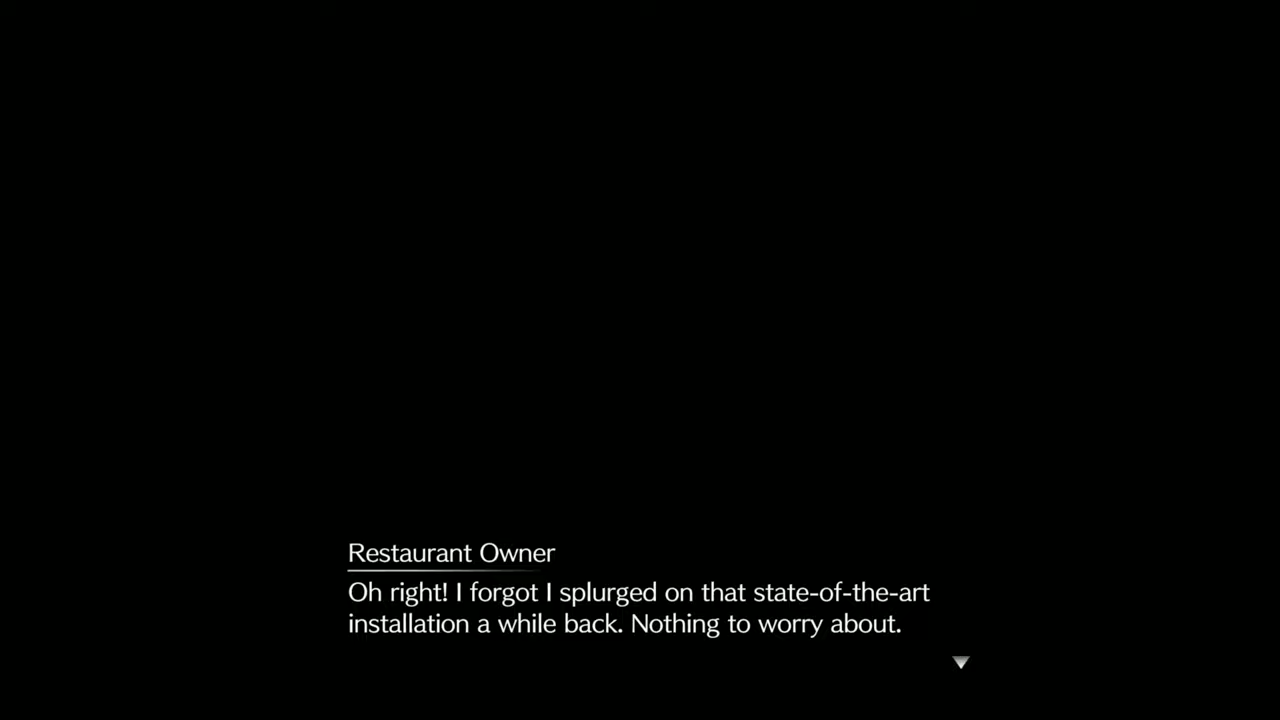 Restaurant Owner
Oh right! I forgot I splurged on that state-of-the-art
installation a while back. Nothing to worry about.